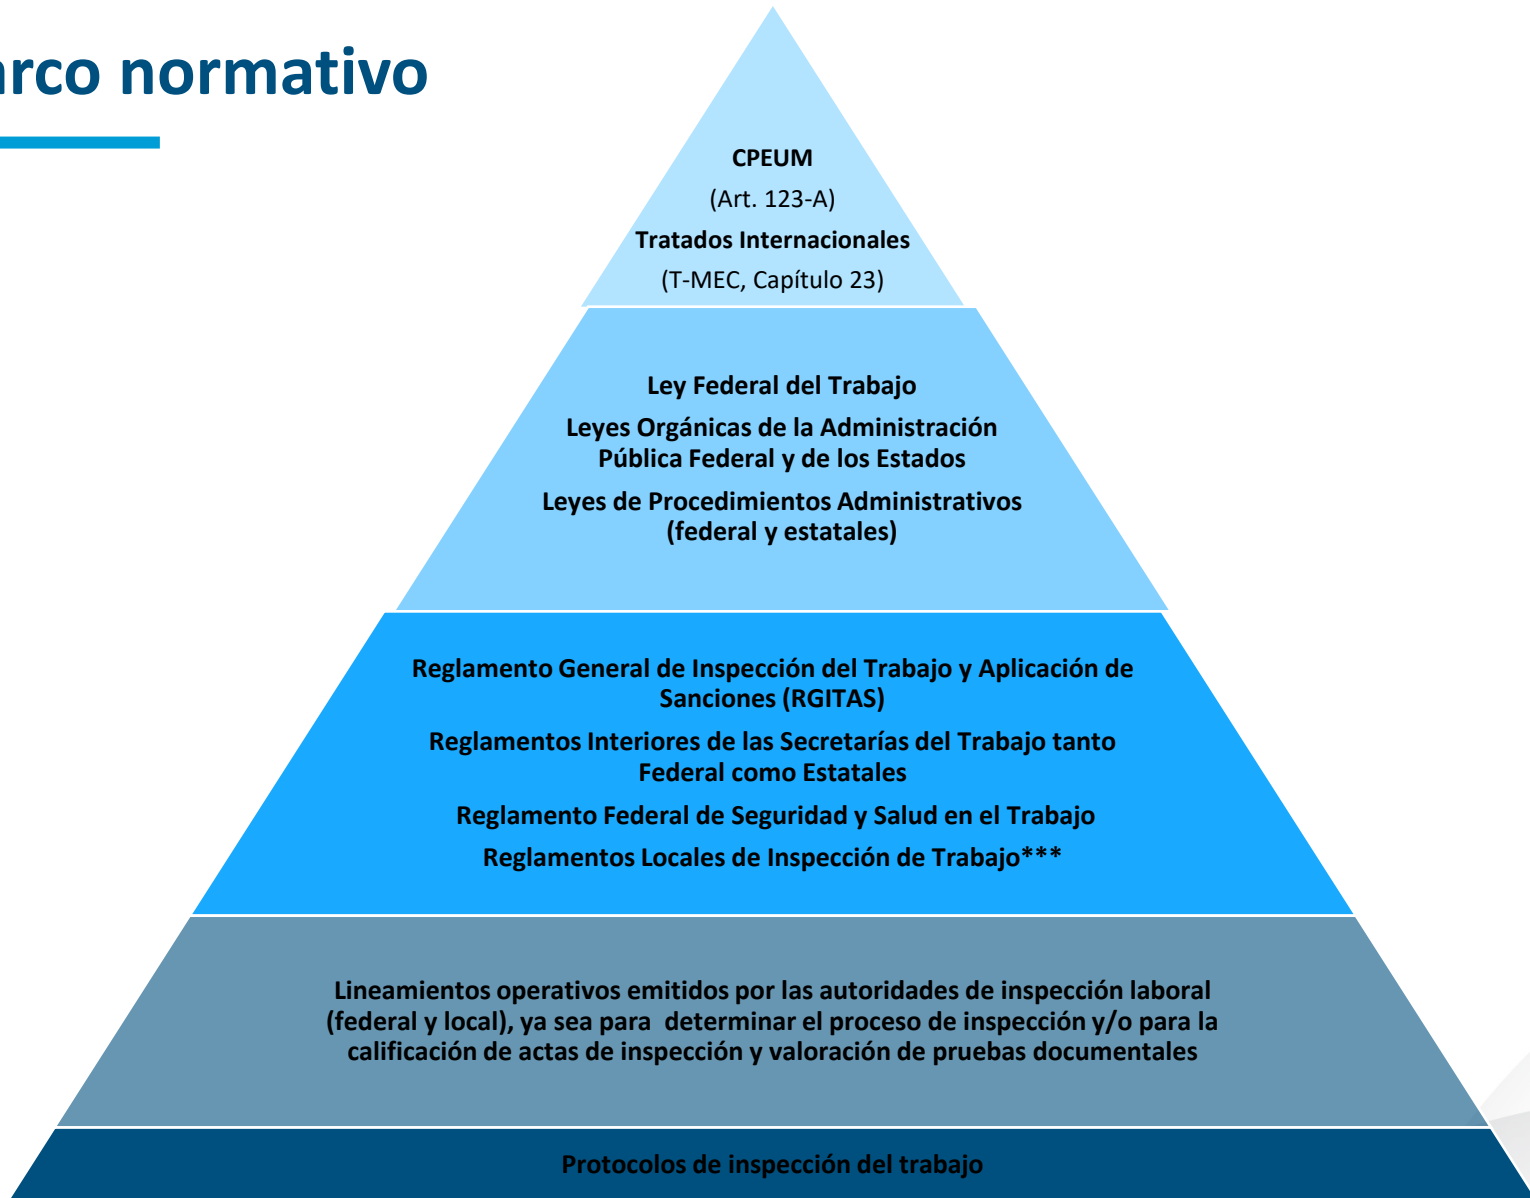 arco normativo
CPEUM
(Art. 123-A)
Tratados Internacionales
(T-MEC, Capítulo 23)
Ley Federal del Trabajo
Leyes Orgánicas de la Administración
Pública Federal y de los Estados
Leyes de Procedimientos Administrativos
(federal y estatales)
Reglamento General de Inspección del Trabajo y Aplicación de
Sanciones (RGITAS)
Reglamentos Interiores de las Secretarías del Trabajo tanto
Federal como Estatales
Reglamento Federal de Seguridad y Salud en el Trabajo
Reglamentos Locales de Inspección de Trabajo***
Lineamientos operativos emitidos por las autoridades de inspección laboral
(federal y local), ya sea para  determinar el proceso de inspección y/o para la
calificación de actas de inspección y valoración de pruebas documentales
Protocolos de inspección del trabajo